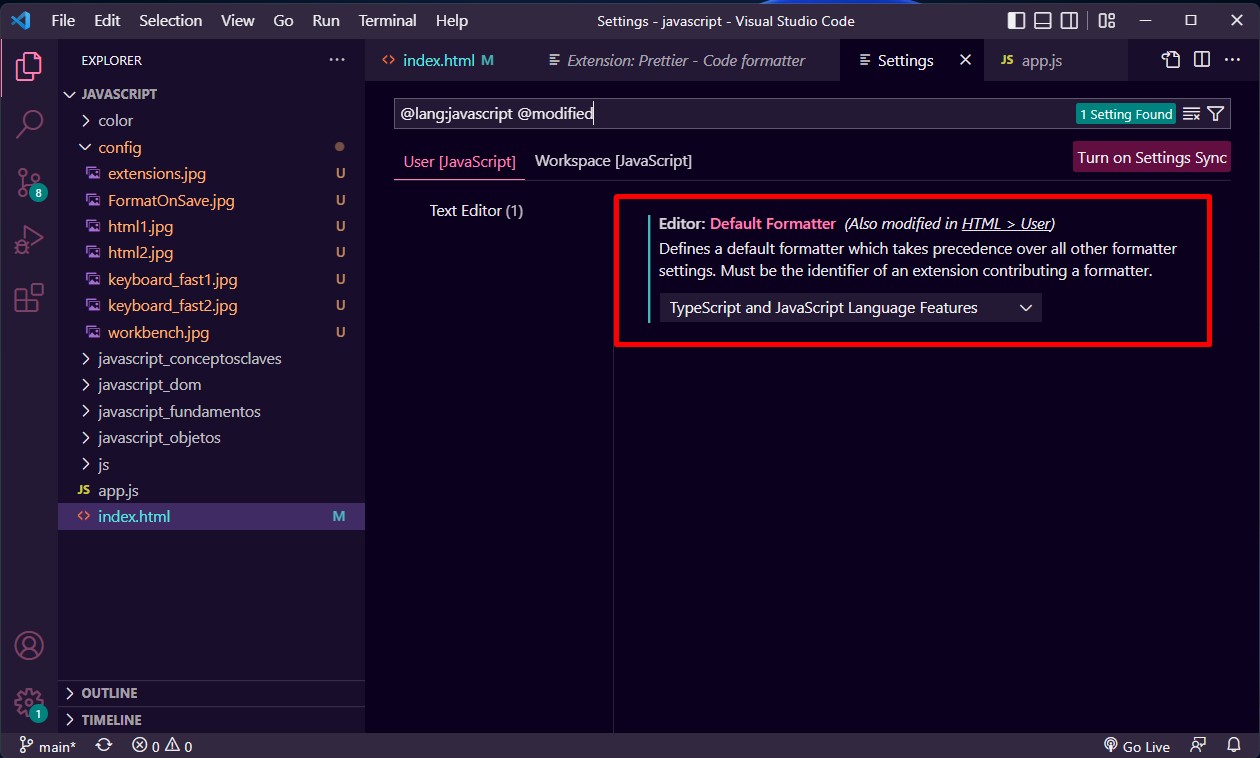 File Edit Selection View Go Run Terminal Help
Settings - javascript - Visual Studio Code
EXPLORER
JAVASCRIPT
color
config
extensions.jpg U
FormatOnSave.jpg U
html1.jpg U
html2.jpg U
keyboard_fast1.jpg U
keyboard_fast2.jpg U
workbench.jpg U
javascript_conceptosclaves
javascript_dom
javascript_fundamentos
javascript_objetos
js
JS app.js
index.html M
OUTLINE
TIMELINE
8
1
index.html M
Extension: Prettier - Code formatter
Settings
JS app.js
@lang:javascript @modified
1 Setting Found
User [JavaScript] Workspace [JavaScript]
Turn on Settings Sync
Text Editor (1)
Editor: Default Formatter (Also modified in HTML > User)
Defines a default formatter which takes precedence over all other formatter
settings. Must be the identifier of an extension contributing a formatter.
TypeScript and JavaScript Language Features
main* 0 0
Go Live